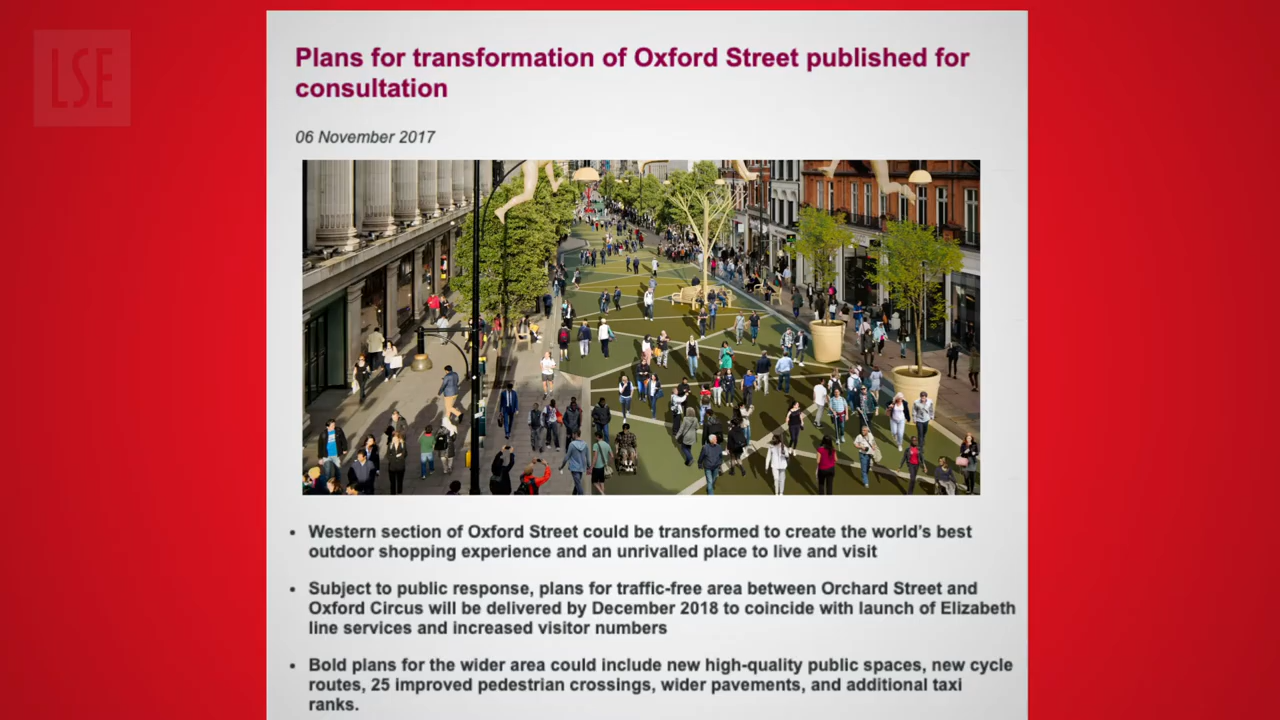 LSE
Plans for transformation of Oxford Street published for
consultation
06 November 2017
• Western section of Oxford Street could be transformed to create the world's best
outdoor shopping experience and an unrivalled place to live and visit
• Subject to public response, plans for traffic-free area between Orchard Street and
Oxford Circus will be delivered by December 2018 to coincide with launch of Elizabeth
line services and increased visitor numbers
• Bold plans for the wider area could include new high-quality public spaces, new cycle
routes, 25 improved pedestrian crossings, wider pavements, and additional taxi
ranks.